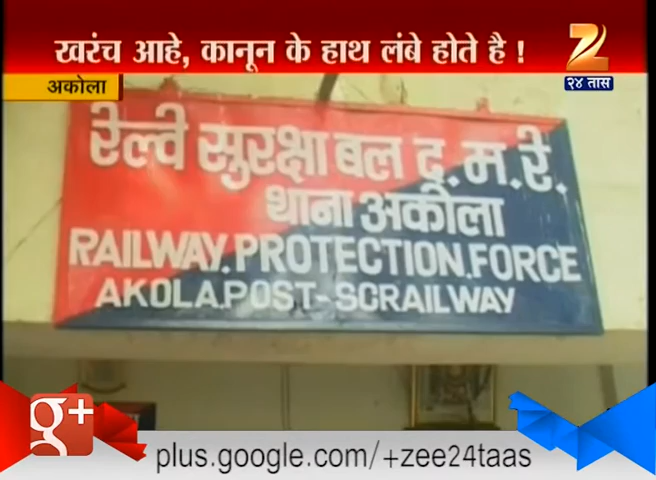 खरंच आहे, कानून के हाथ लंबे होते है !
२४ तास
अकोला
रेल्वे सुरक्षा बल द.म.रे.
थाना अकोला
RAILWAY.PROTECTION.FORCE
AKOLA.POST-SCRAILWAY
g+
plus.google.com/+zee24taas